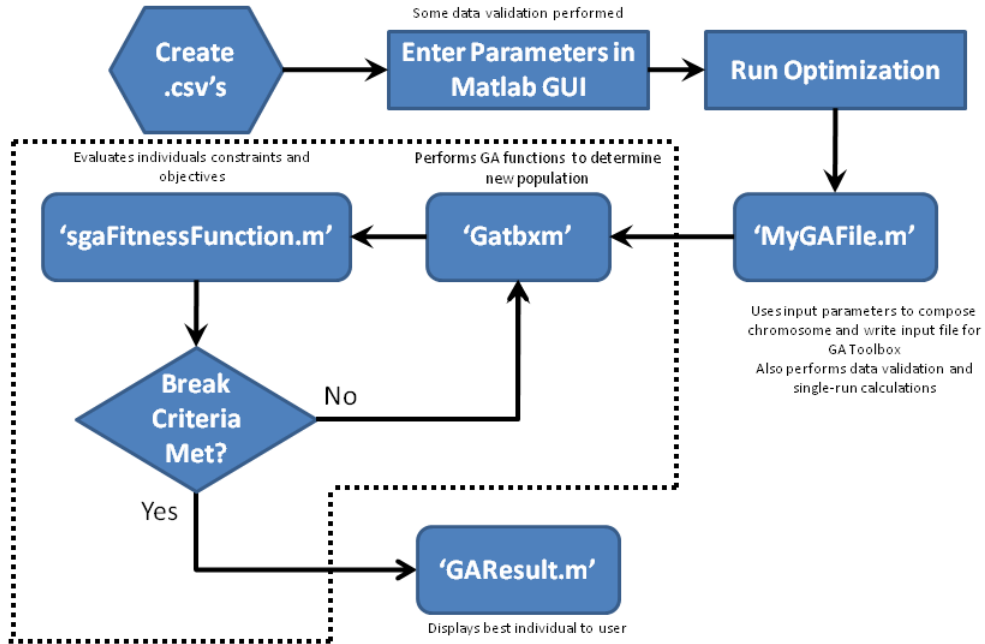 Some data validation performed
Create
.csv's
Enter Parameters in
Matlab GUI
Run Optimization
Evaluates individuals constraints and
objectives
Performs GA functions to determine
new population
‘sgaFitnessFunction.m’
‘Gatbxm’
‘MyGAFile.m’
Uses input parameters to compose
chromosome and write input file for
GA Toolbox
Also performs data validation and
single-run calculations
Break
Criteria
Met?
No
Yes
‘GAResult.m’
Displays best individual to user